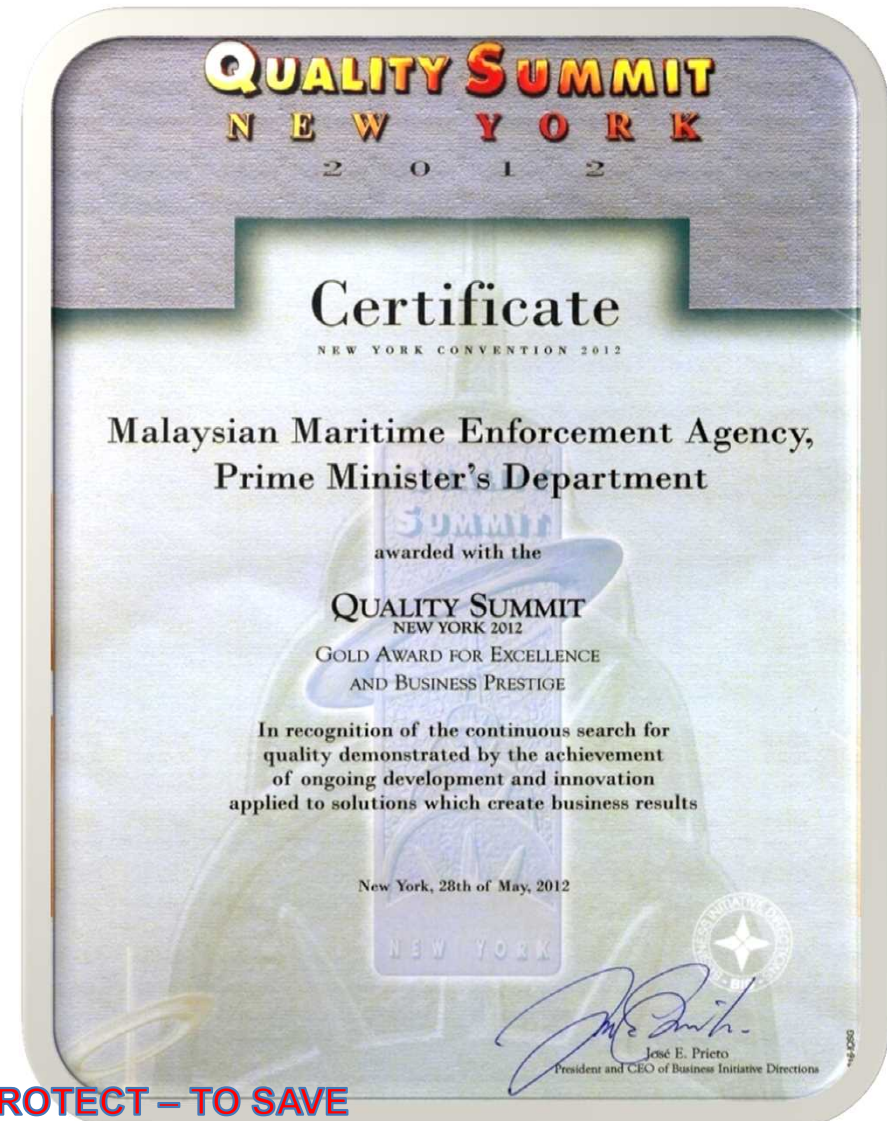 QUALITY SUMMIT
NEW YORK
2012
Certificate
NEW YORK CONVENTION 2012
Malaysian Maritime Enforcement Agency,
Prime Minister's Department
SUMMIT
awarded with the
QUALITY SUMMIT
NEW YORK 2012
GOLD AWARD FOR EXCELLENCE
AND BUSINESS PRESTIGE
In recognition of the continuous search for
quality demonstrated by the achievement
of ongoing development and innovation
applied to solutions which create business results
New York, 28th of May, 2012
NEW YORK
BUSINESS INITIATIVE DIRECTIONS
José E. Prieto
President and CEO of Business Initiative Directions
ROTECT – TO SAVE